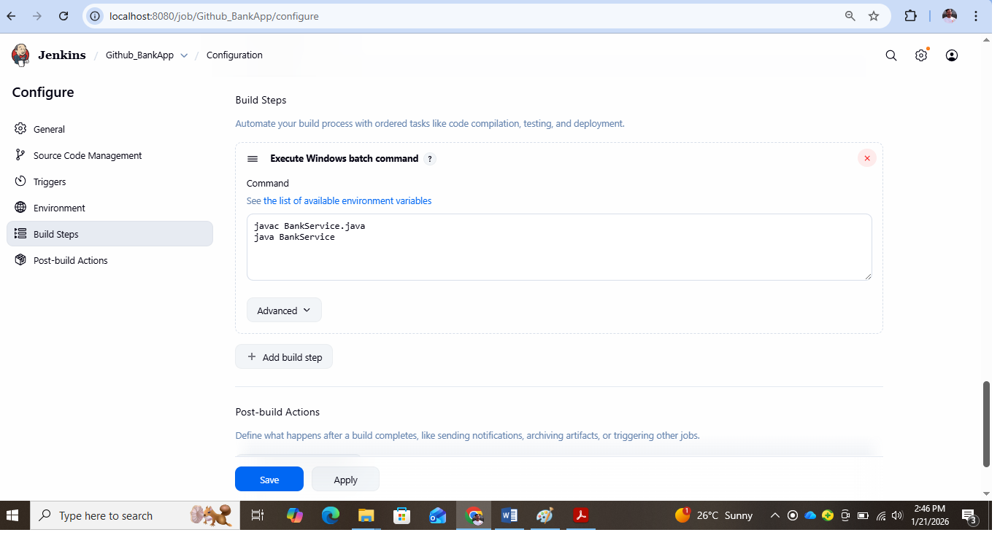 localhost:8080/job/Github_BankApp/configure
Jenkins / Github_BankApp / Configuration
Configure
General
Source Code Management
Triggers
Environment
Build Steps
Post-build Actions
Build Steps
Automate your build process with ordered tasks like code compilation, testing, and deployment.
Execute Windows batch command ?
Command
See the list of available environment variables
javac BankService.java
java BankService
Advanced
+ Add build step
Post-build Actions
Define what happens after a build completes, like sending notifications, archiving artifacts, or triggering other jobs.
Save Apply
Type here to search
1
26°C Sunny
2:46 PM
1/21/2026
3